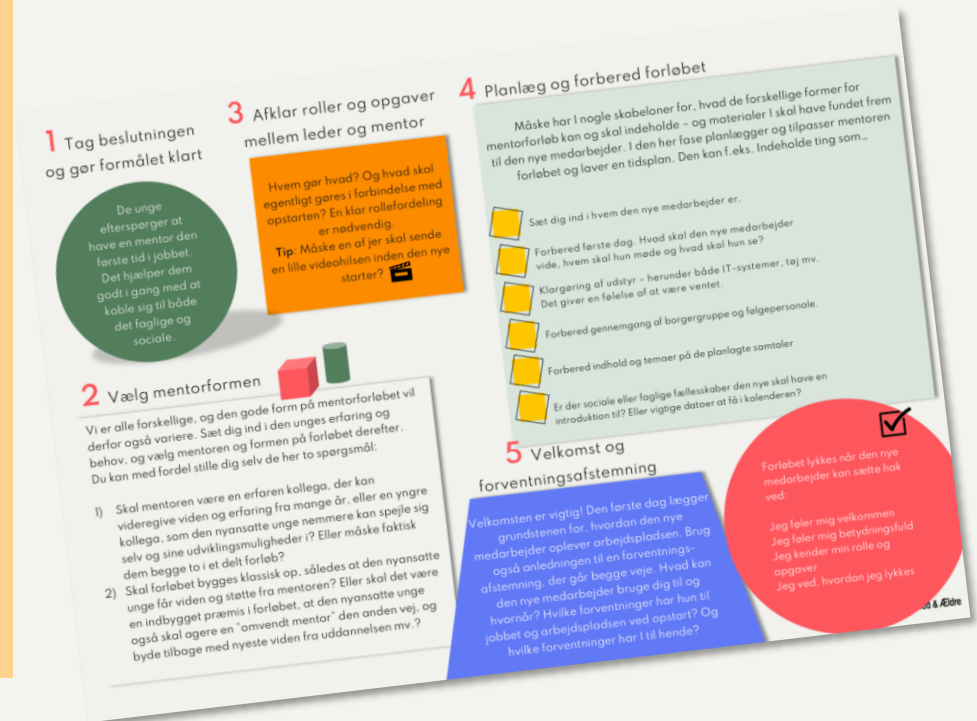 1 Tag beslutningen
og gør formålet klart
De unge
efterspørger at
have en mentor den
første tid i jobbet.
Det hjælper dem
godt i gang med at
koble sig til både
det faglige og
sociale.
2 Vælg mentorformen
Vi er alle forskellige, og den gode form på mentorforløbet vil
derfor også variere. Sæt dig ind i den unges erfaring og
behov, og vælg mentoren og formen på forløbet derefter.
Du kan med fordel stille dig selv de her to spørgsmål:
1) Skal mentoren være en erfaren kollega, der kan
videregive viden og erfaring fra mange år, eller en yngre
kollega, som den nyansatte unge nemmere kan spejle sig
selv og sine udviklingsmuligheder i? Eller måske faktisk
dem begge to i et delt forløb?
2) Skal forløbet bygges klassisk op, således at den nyansatte
unge får viden og støtte fra mentoren? Eller skal det være
en indbygget præmis i forløbet, at den nyansatte unge
også skal agere en "omvendt mentor" den anden vej, og
byde tilbage med nyeste viden fra uddannelsen mv.?
3 Afklar roller og opgaver
mellem leder og mentor
Hvem gør hvad? Og hvad skal
egentligt gøres i forbindelse med
opstarten? En klar rollefordeling
er nødvendig.
Tip: Måske en af jer skal sende
en lille videohilsen inden den nye
starter?
4 Planlæg og forbered forløbet
Måske har I nogle skabeloner for, hvad de forskellige former for
mentorforløb kan og skal indeholde – og materialer I skal have fundet frem
til den nye medarbejder. I den her fase planlægger og tilpasser mentoren
forløbet og laver en tidsplan. Den kan f.eks. Indeholde ting som…
Sæt dig ind i hvem den nye medarbejder er.
Forbered første dag. Hvad skal den nye medarbejder
vide, hvem skal hun møde og hvad skal hun se?
Klargøring af udstyr – herunder både IT-systemer, tøj mv.
Det giver en følelse af at være ventet.
Forbered gennemgang af borgergruppe og følgepersonale.
Forbered indhold og temaer på de planlagte samtaler
Er der sociale eller faglige fællesskaber den nye skal have en
introduktion til? Eller vigtige datoer at få i kalenderen?
5 Velkomst og
forventningsafstemning
Velkomsten er vigtig! Den første dag lægger
grundstenen for, hvordan den nye
medarbejder oplever arbejdspladsen. Brug
også anledningen til en forventnings-
afstemning, der går begge veje. Hvad kan
den nye medarbejder bruge dig til og
hvornår? Hvilke forventninger har hun til
jobbet og arbejdspladsen ved opstart? Og
hvilke forventninger har I til hende?
Forløbet lykkes når den nye
medarbejder kan sætte hak
ved:
Jeg føler mig velkommen
Jeg føler mig betydningsfuld
Jeg kender min rolle og
opgaver
Jeg ved, hvordan jeg lykkes
& Ældre